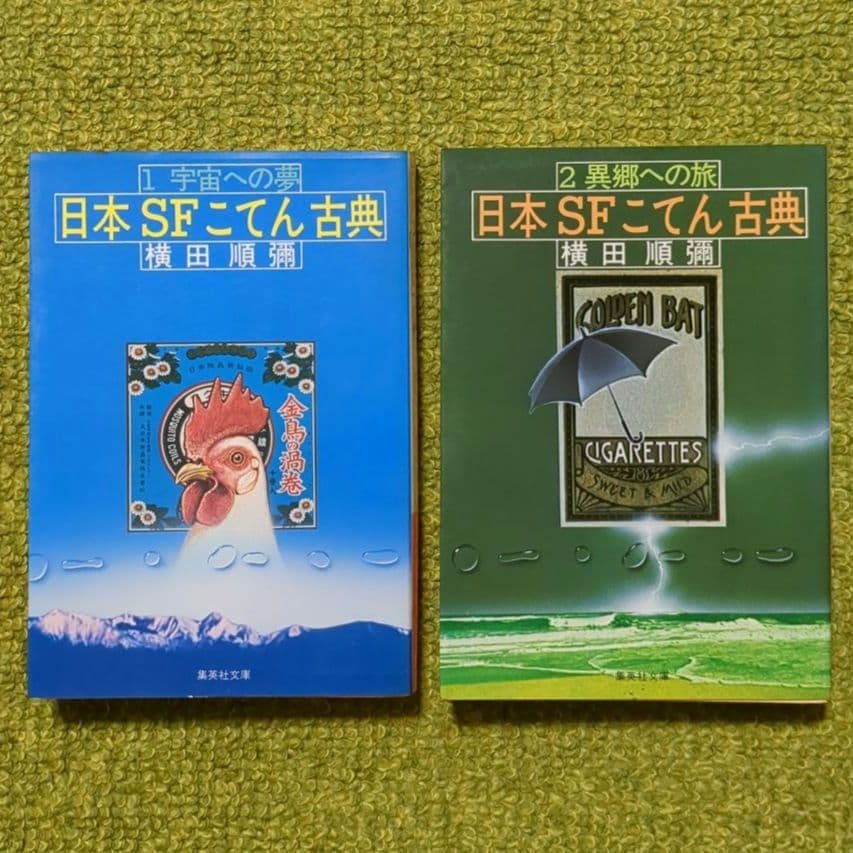 1 宇宙への夢
日本SFこてん古典
横田順彌
MOSQUITO COILS
金鳥の渦巻
集英社文庫
2 異郷への旅
日本SFこてん古典
横田順彌
GOLDEN BAT
CIGARETTES
SWEET & MILD
集英社文庫